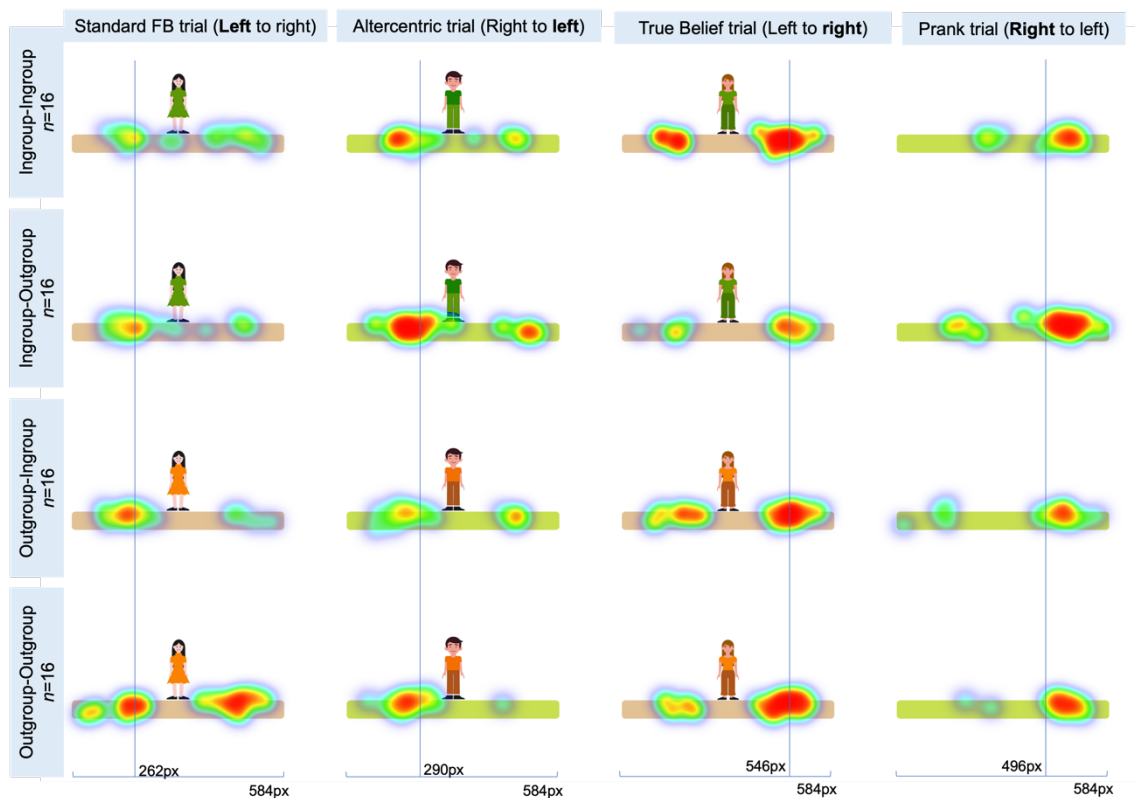 Standard FB trial (Left to right)
Altercentric trial (Right to left)
True Belief trial (Left to right)
Prank trial (Right to left)
Ingroup-Ingroup
n=16
Ingroup-Outgroup
n=16
Outgroup-Ingroup
n=16
Outgroup-Outgroup
n=16
262px
290px
546px
496px
584px
584px
584px
584px